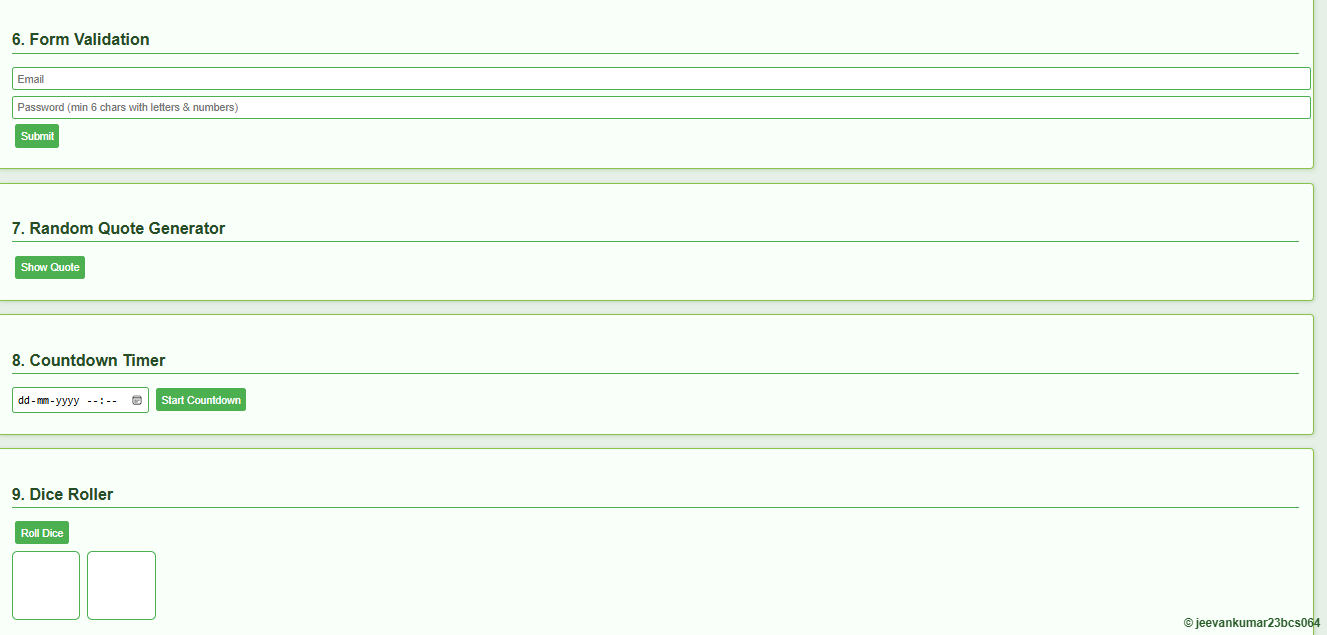 6. Form Validation
Email
Password (min 6 chars with letters & numbers)
Submit
7. Random Quote Generator
Show Quote
8. Countdown Timer
dd-mm-yyyy --:-- Start Countdown
9. Dice Roller
Roll Dice
© jeevankumar23bcs064